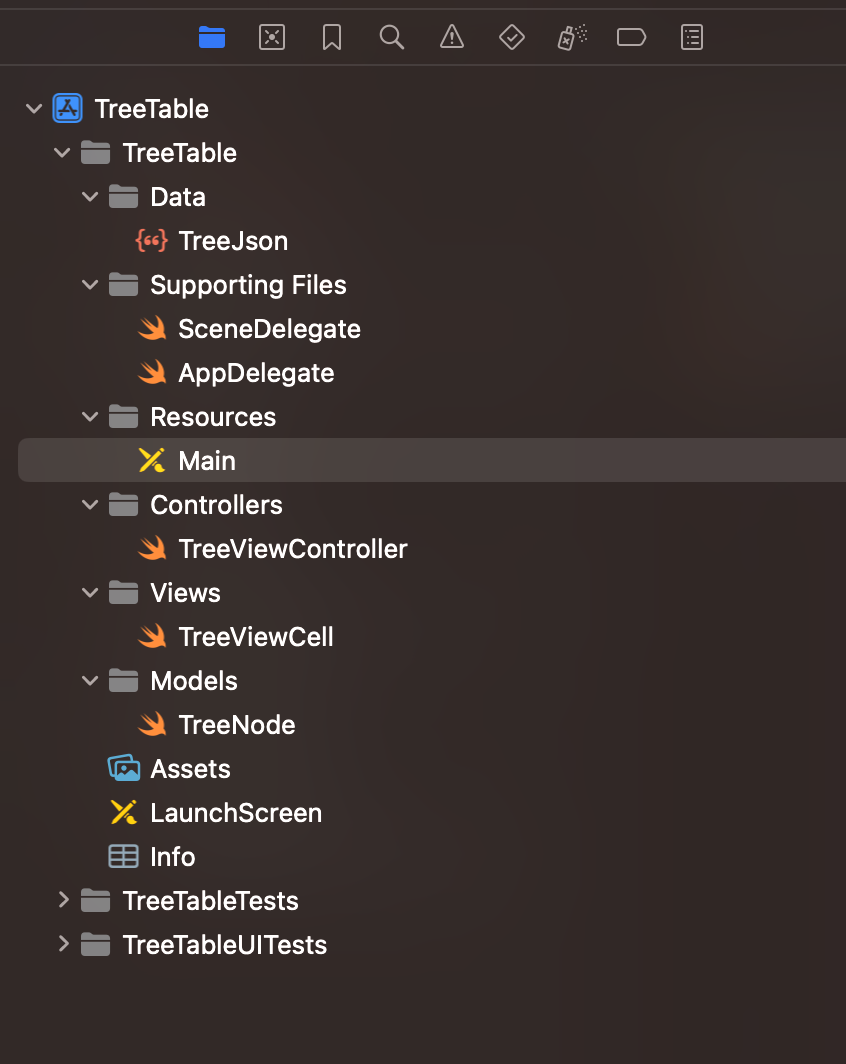 TreeTable
TreeTable
Data
TreeJson
Supporting Files
SceneDelegate
AppDelegate
Resources
Main
Controllers
TreeViewController
Views
TreeViewCell
Models
TreeNode
Assets
LaunchScreen
Info
TreeTableTests
TreeTableUITests